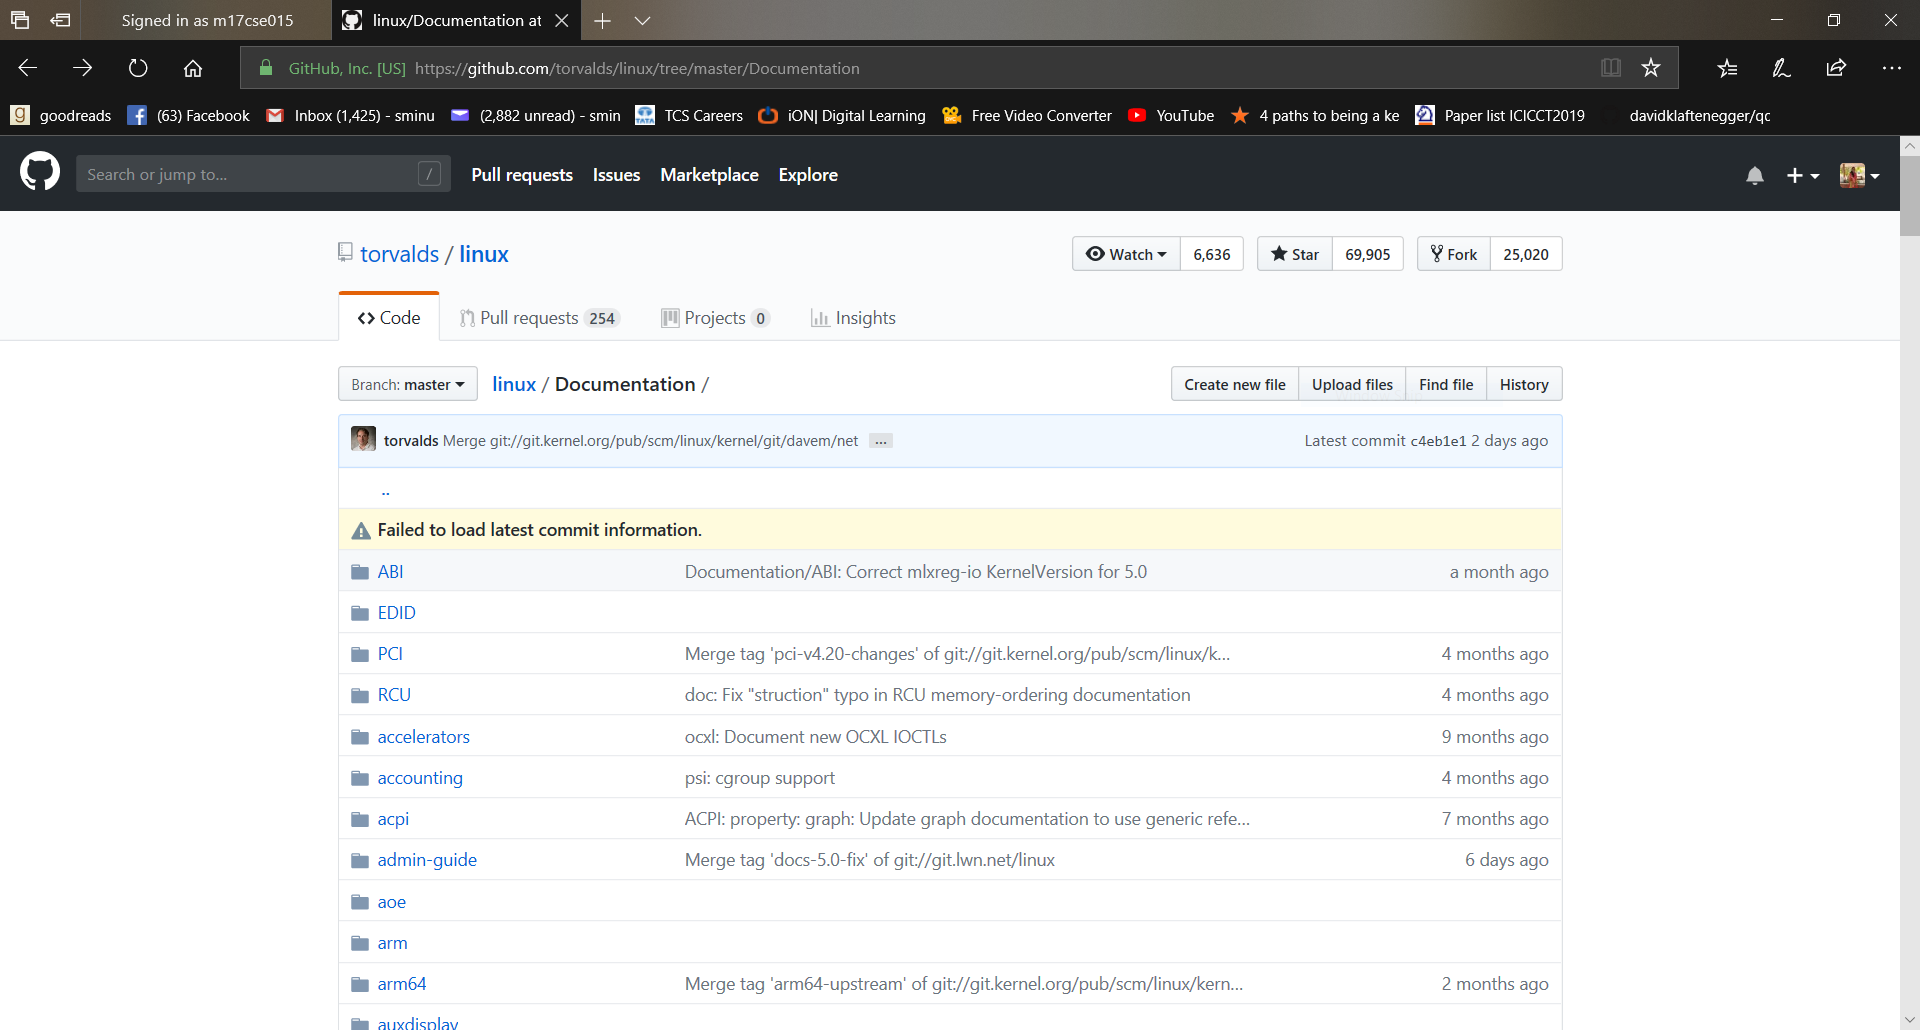 Signed in as m17cse015
linux/Documentation at
GitHub, Inc. [US] https://github.com/torvalds/linux/tree/master/Documentation
goodreads (63) Facebook Inbox (1,425) - sminu (2,882 unread) - smin TCS Careers iON| Digital Learning Free Video Converter YouTube 4 paths to being a ke Paper list ICICCT2019 davidklaftenegger/qc
Search or jump to... / Pull requests Issues Marketplace Explore
torvalds / linux Watch 6,636 Star 69,905 Fork 25,020
Code Pull requests 254 Projects 0 Insights
Branch: master linux / Documentation / Create new file Upload files Find file History
torvalds Merge git://git.kernel.org/pub/scm/linux/kernel/git/davem/net ... Latest commit c4eb1e1 2 days ago
..
Failed to load latest commit information.
ABI Documentation/ABI: Correct mlxreg-io KernelVersion for 5.0 a month ago
EDID
PCI Merge tag 'pci-v4.20-changes' of git://git.kernel.org/pub/scm/linux/k... 4 months ago
RCU doc: Fix "struction" typo in RCU memory-ordering documentation 4 months ago
accelerators ocxl: Document new OCXL IOCTLs 9 months ago
accounting psi: cgroup support 4 months ago
acpi ACPI: property: graph: Update graph documentation to use generic refe... 7 months ago
admin-guide Merge tag 'docs-5.0-fix' of git://git.lwn.net/linux 6 days ago
aoe
arm
arm64 Merge tag 'arm64-upstream' of git://git.kernel.org/pub/scm/linux/kern... 2 months ago
auxdisplay